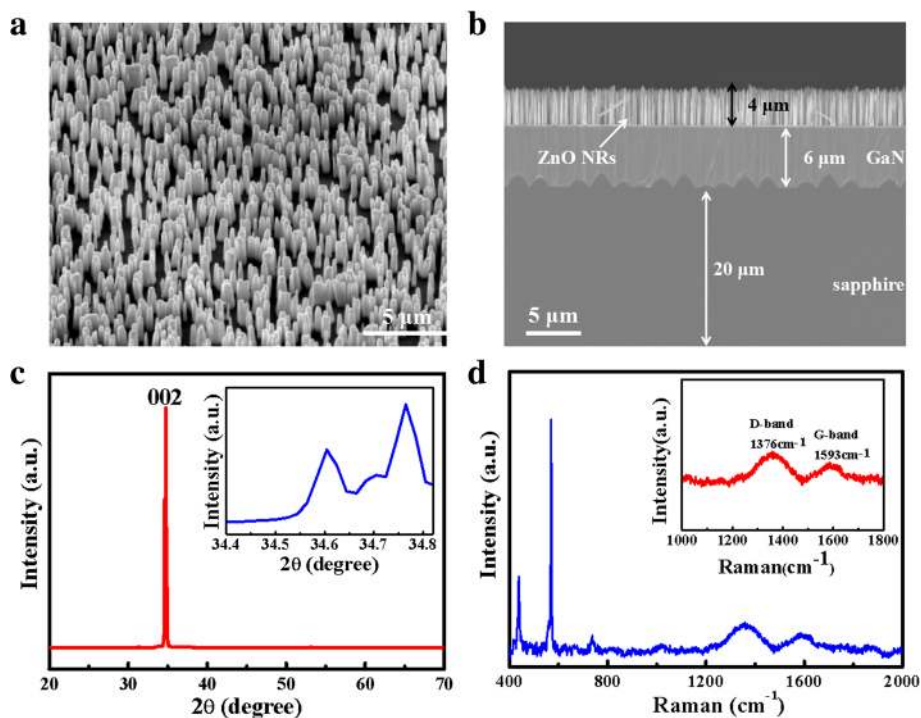 a
5 μm
b
4 μm
ZnO NRs
6 μm
GaN
20 μm
sapphire
5 μm
c
002
Intensity (a.u.)
20 30 40 50 60 70
2θ (degree)
Intensity (a.u.)
34.4 34.5 34.6 34.7 34.8
2θ (degree)
d
Intensity (a.u.)
400 800 1200 1600 2000
Raman (cm-1)
Intensity(a.u.)
D-band
1376cm-1
G-band
1593cm-1
1000 1200 1400 1600 1800
Raman(cm-1)